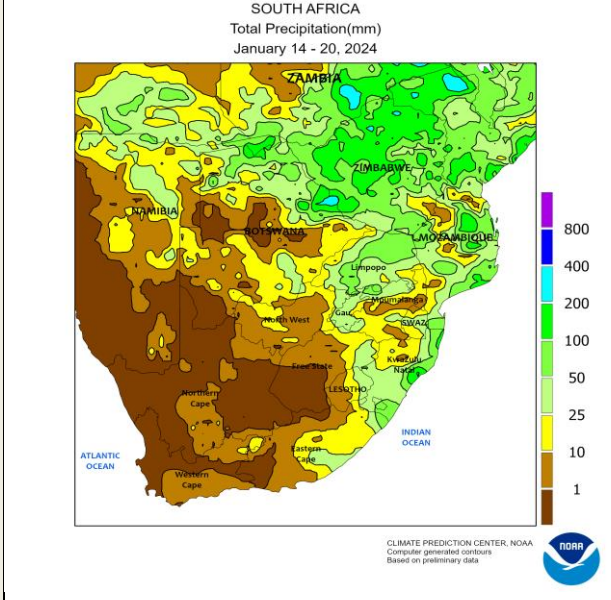 SOUTH AFRICA
Total Precipitation(mm)
January 14 - 20, 2024
ZAMBIA
ZIMBABWE
NAMIBIA
BOTSWANA
MOZAMBIQUE
Limpopo
Mpumalanga
Gau
North West
SWAZ
Free State
KwaZulu
Natal
LESOTHO
Northern
Cape
Eastern
Cape
Western
Cape
ATLANTIC
OCEAN
INDIAN
OCEAN
800
400
200
100
50
25
10
1
CLIMATE PREDICTION CENTER, NOAA
Computer generated contours
Based on preliminary data
NOAA